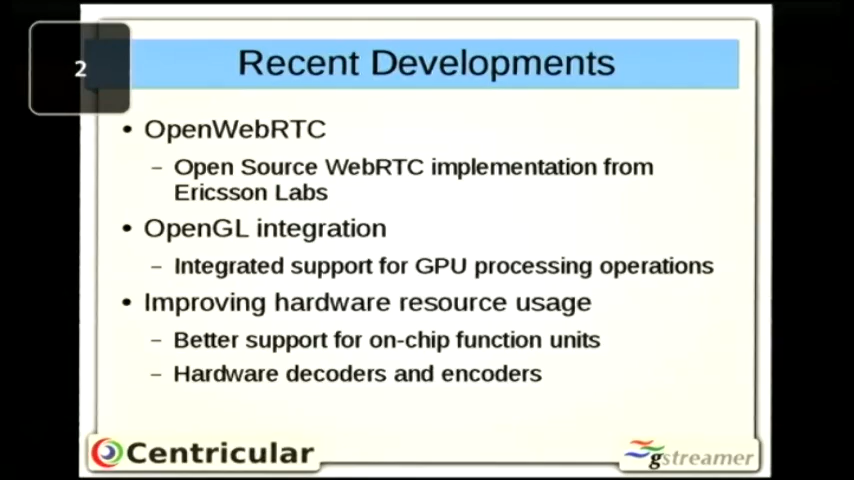 2
Recent Developments
• OpenWebRTC
– Open Source WebRTC implementation from
Ericsson Labs
• OpenGL integration
– Integrated support for GPU processing operations
• Improving hardware resource usage
– Better support for on-chip function units
– Hardware decoders and encoders
Centricular
gstreamer